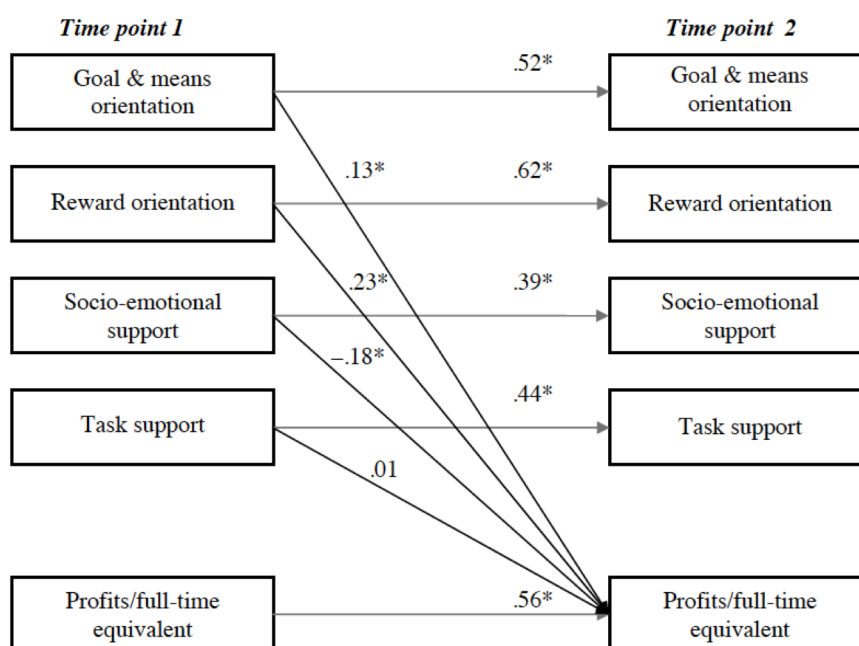 Time point 1
Time point 2
Goal & means
orientation
.52*
Goal & means
orientation
Reward orientation
.13*
.62*
Reward orientation
Socio-emotional
support
.23*
.39*
Socio-emotional
support
–.18*
Task support
.44*
Task support
.01
Profits/full-time
equivalent
.56*
Profits/full-time
equivalent